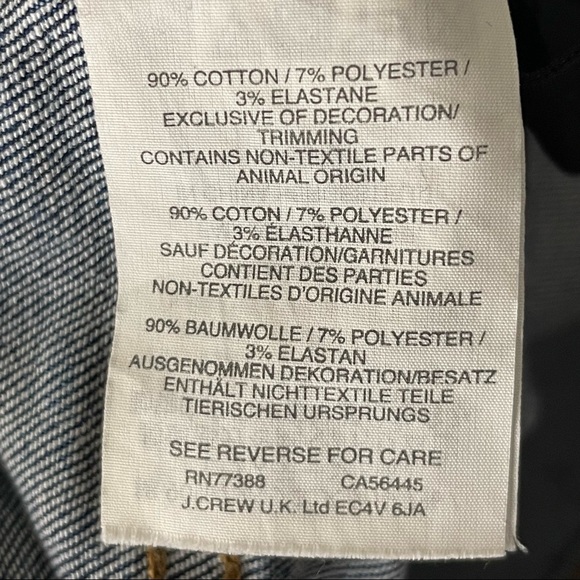 90% COTTON / 7% POLYESTER /
3% ELASTANE
EXCLUSIVE OF DECORATION/
TRIMMING
CONTAINS NON-TEXTILE PARTS OF
ANIMAL ORIGIN
90% COTON / 7% POLYESTER /
3% ÉLASTHANNE
SAUF DÉCORATION/GARNITURES
CONTIENT DES PARTIES
NON-TEXTILES D'ORIGINE ANIMALE
90% BAUMWOLLE / 7% POLYESTER /
3% ELASTAN
AUSGENOMMEN DEKORATION/BESATZ
ENTHÄLT NICHTTEXTILE TEILE
TIERISCHEN URSPRUNGS
SEE REVERSE FOR CARE
RN77388 CA56445
J.CREW U.K. Ltd EC4V 6JA